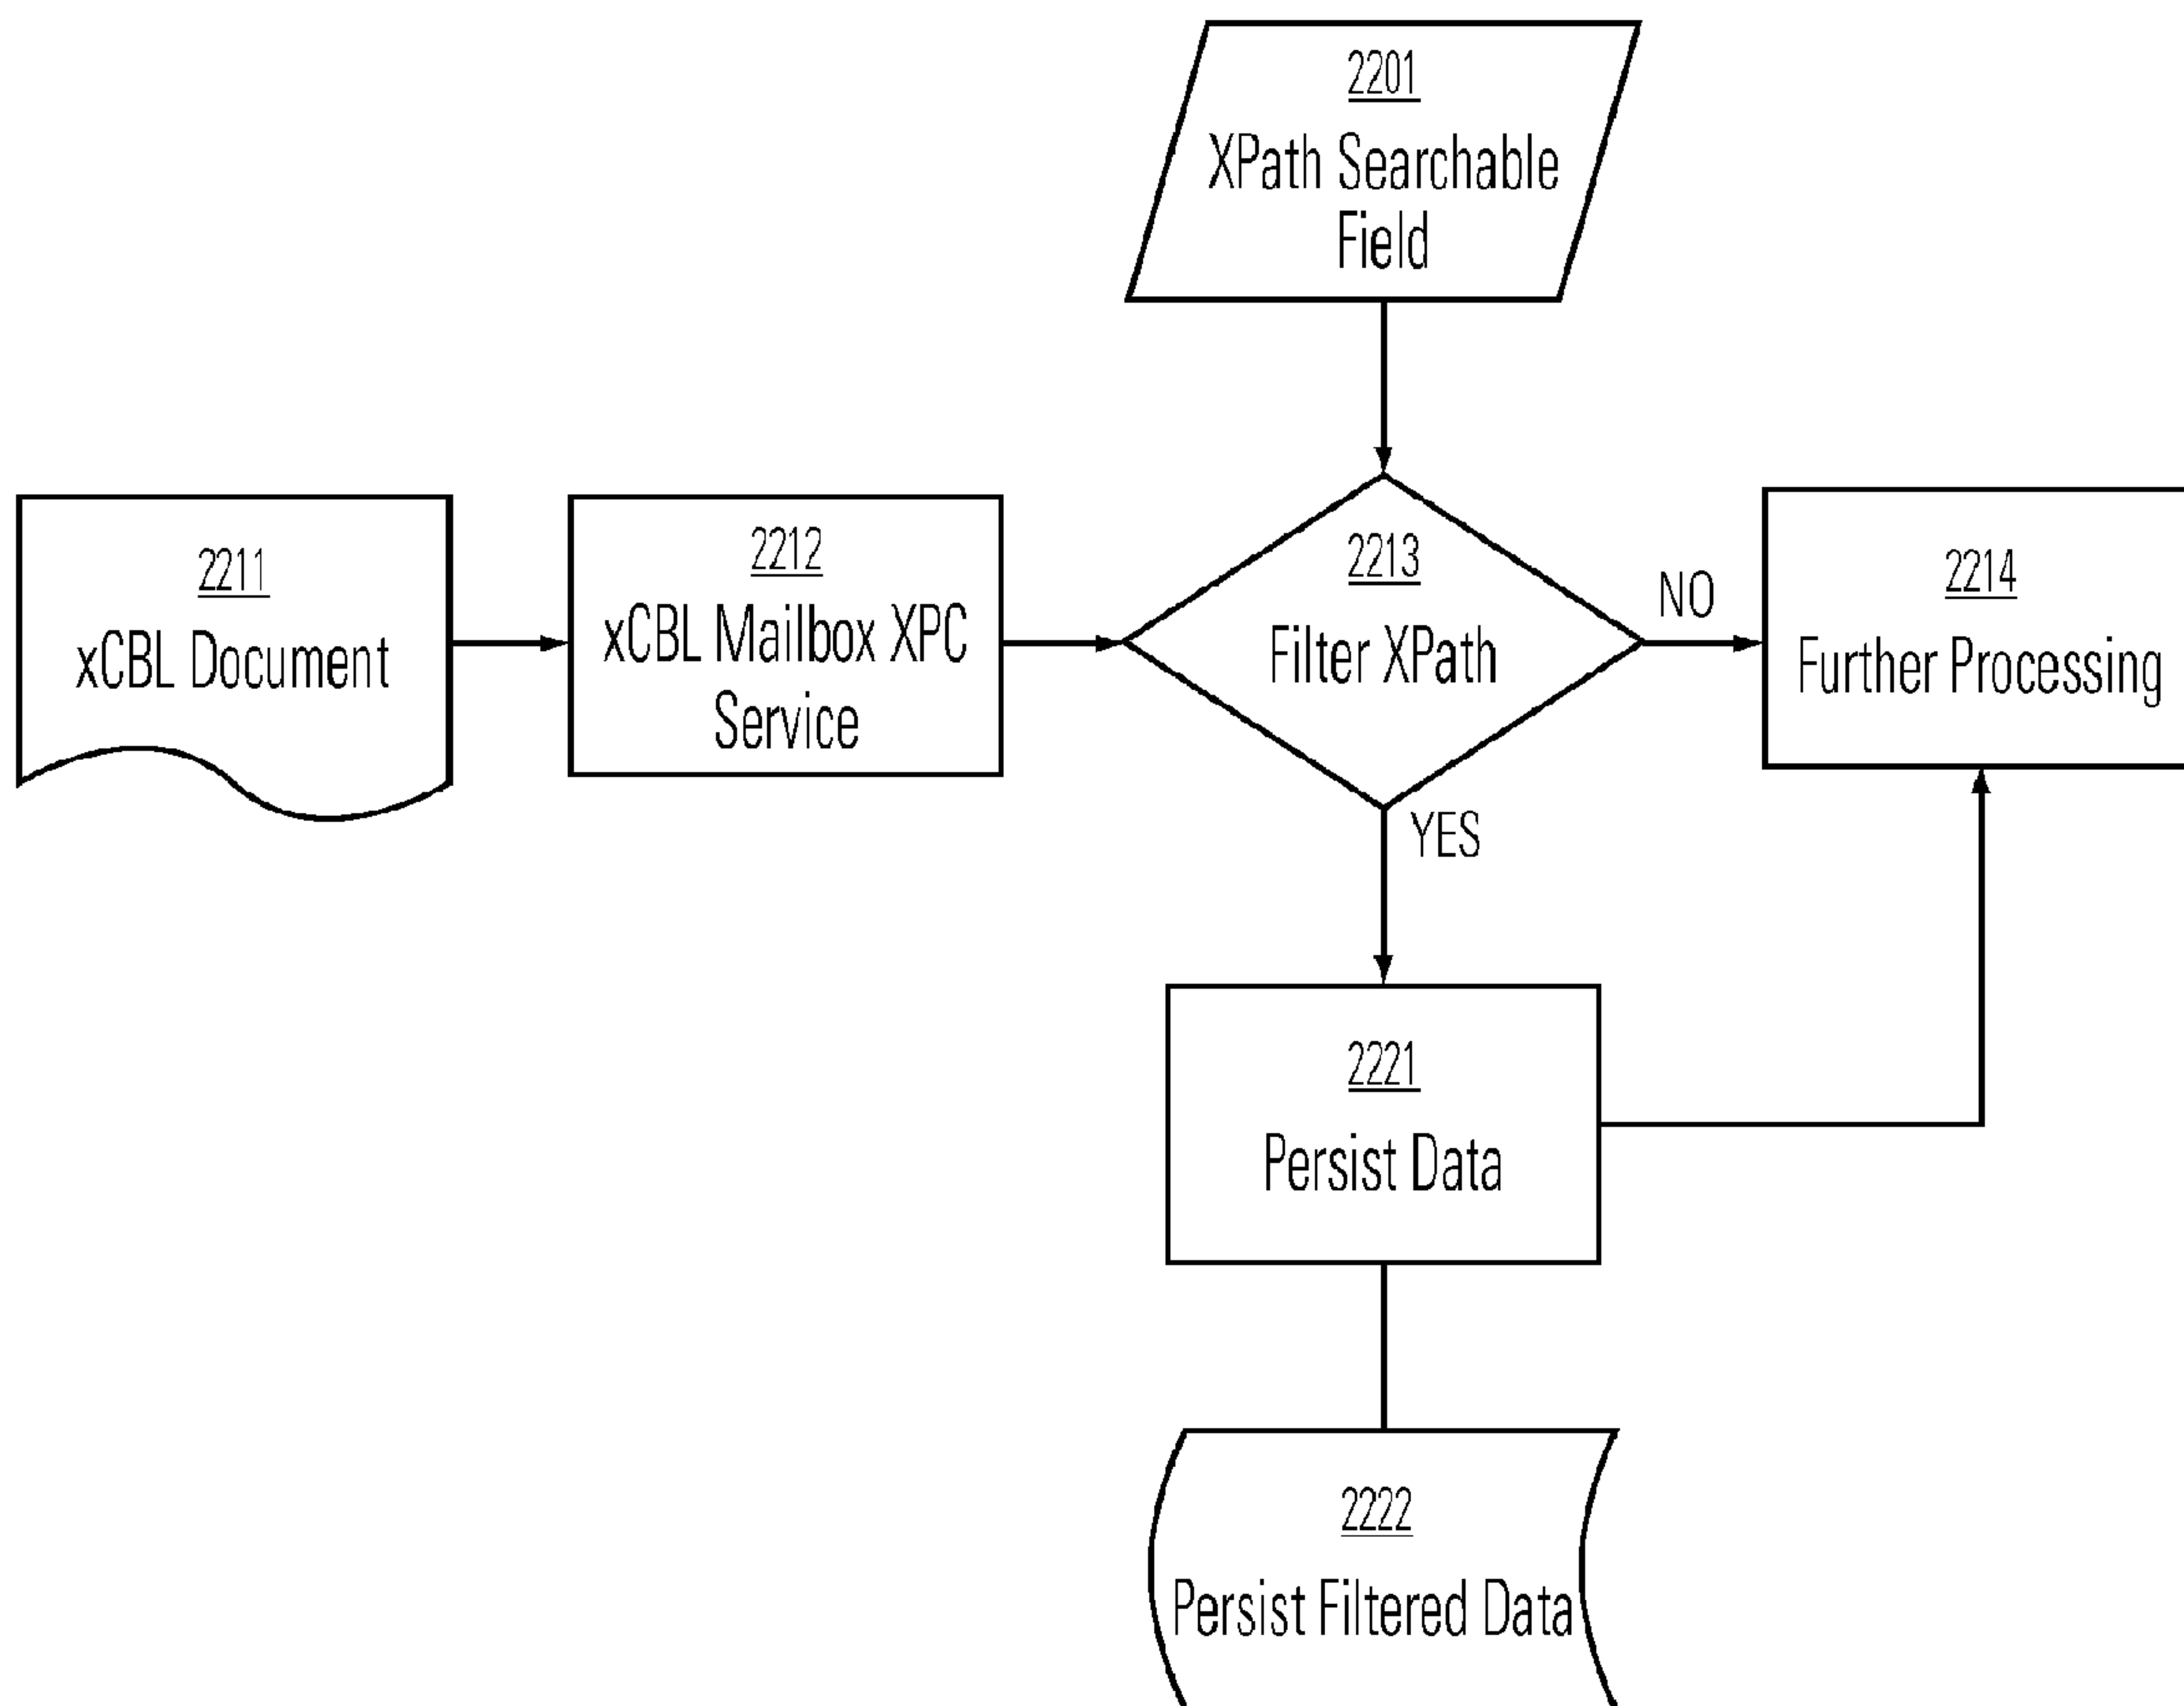 2201
XPath Searchable
Field
2211
xCBL Document
2212
xCBL Mailbox XPC
Service
2213
Filter XPath
NO
2214
Further Processing
YES
2221
Persist Data
2222
Persist Filtered Data